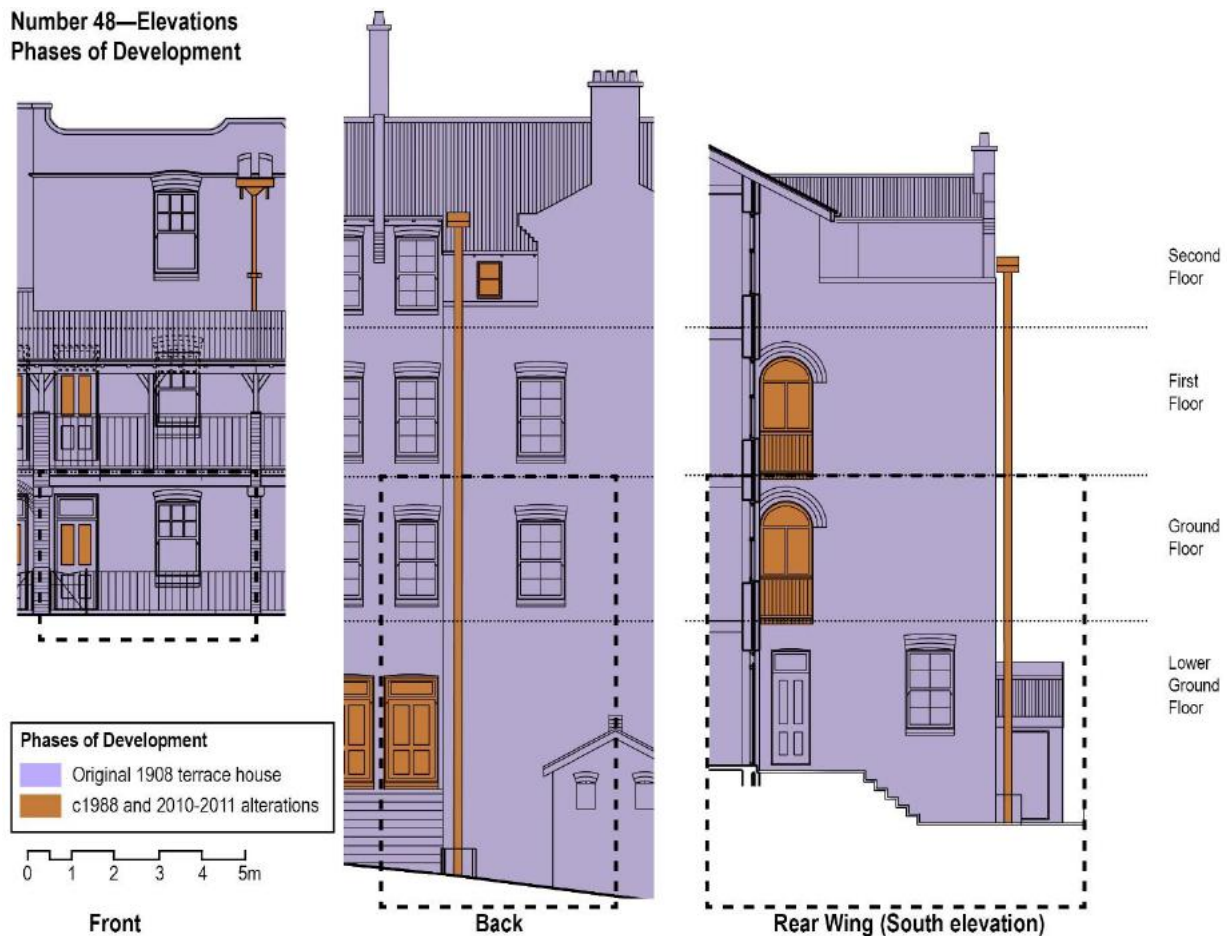 Number 48—Elevations
Phases of Development
Second
Floor
First
Floor
Ground
Floor
Lower
Ground
Floor
Phases of Development
Original 1908 terrace house
c1988 and 2010-2011 alterations
0 1 2 3 4 5m
Front
Back
Rear Wing (South elevation)